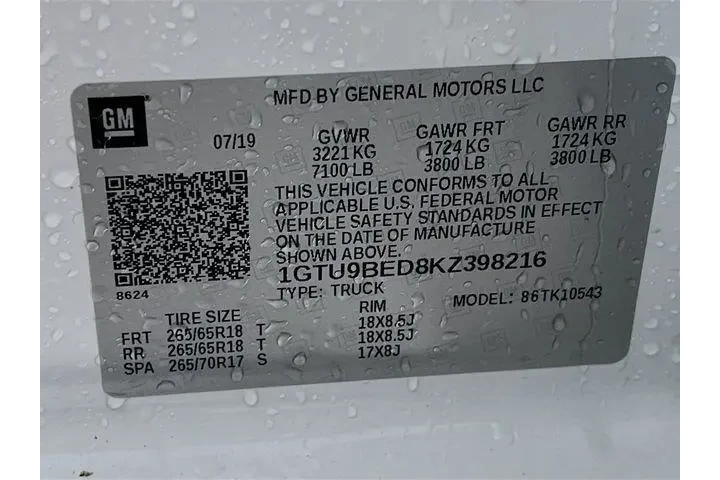 MFD BY GENERAL MOTORS LLC
GM
07/19 GVWR GAWR FRT GAWR RR
3221 KG 1724 KG 1724 KG
7100 LB 3800 LB 3800 LB
THIS VEHICLE CONFORMS TO ALL
APPLICABLE U.S. FEDERAL MOTOR
VEHICLE SAFETY STANDARDS IN EFFECT
ON THE DATE OF MANUFACTURE
SHOWN ABOVE.
1GTU9BED8KZ398216
8624
TYPE: TRUCK MODEL: 86TK10543
TIRE SIZE RIM
FRT 265/65R18 T 18X8.5J
RR 265/65R18 T 18X8.5J
SPA 265/70R17 S 17X8J